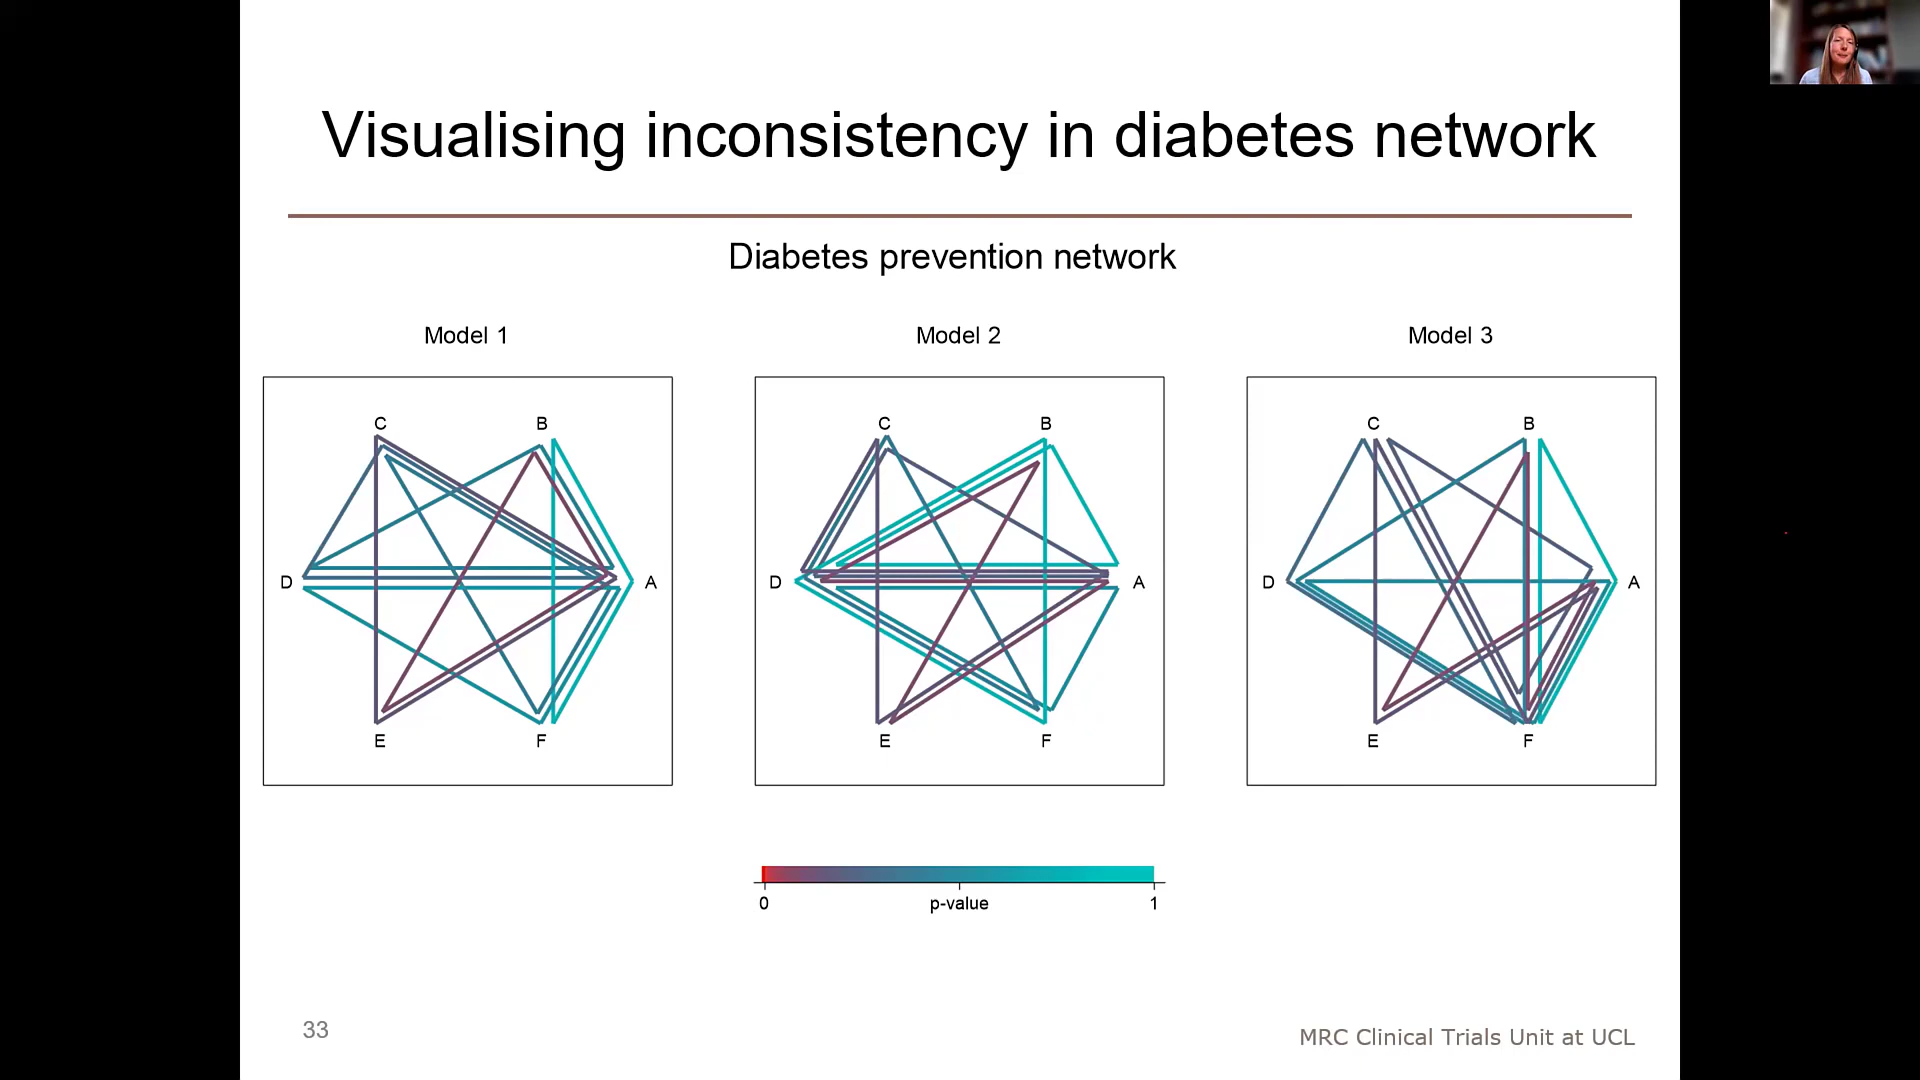 Visualising inconsistency in diabetes network
Diabetes prevention network
Model 1
Model 2
Model 3
C
B
D
A
E
F
C
B
D
A
E
F
C
B
D
A
E
F
0
p-value
1
33
MRC Clinical Trials Unit at UCL